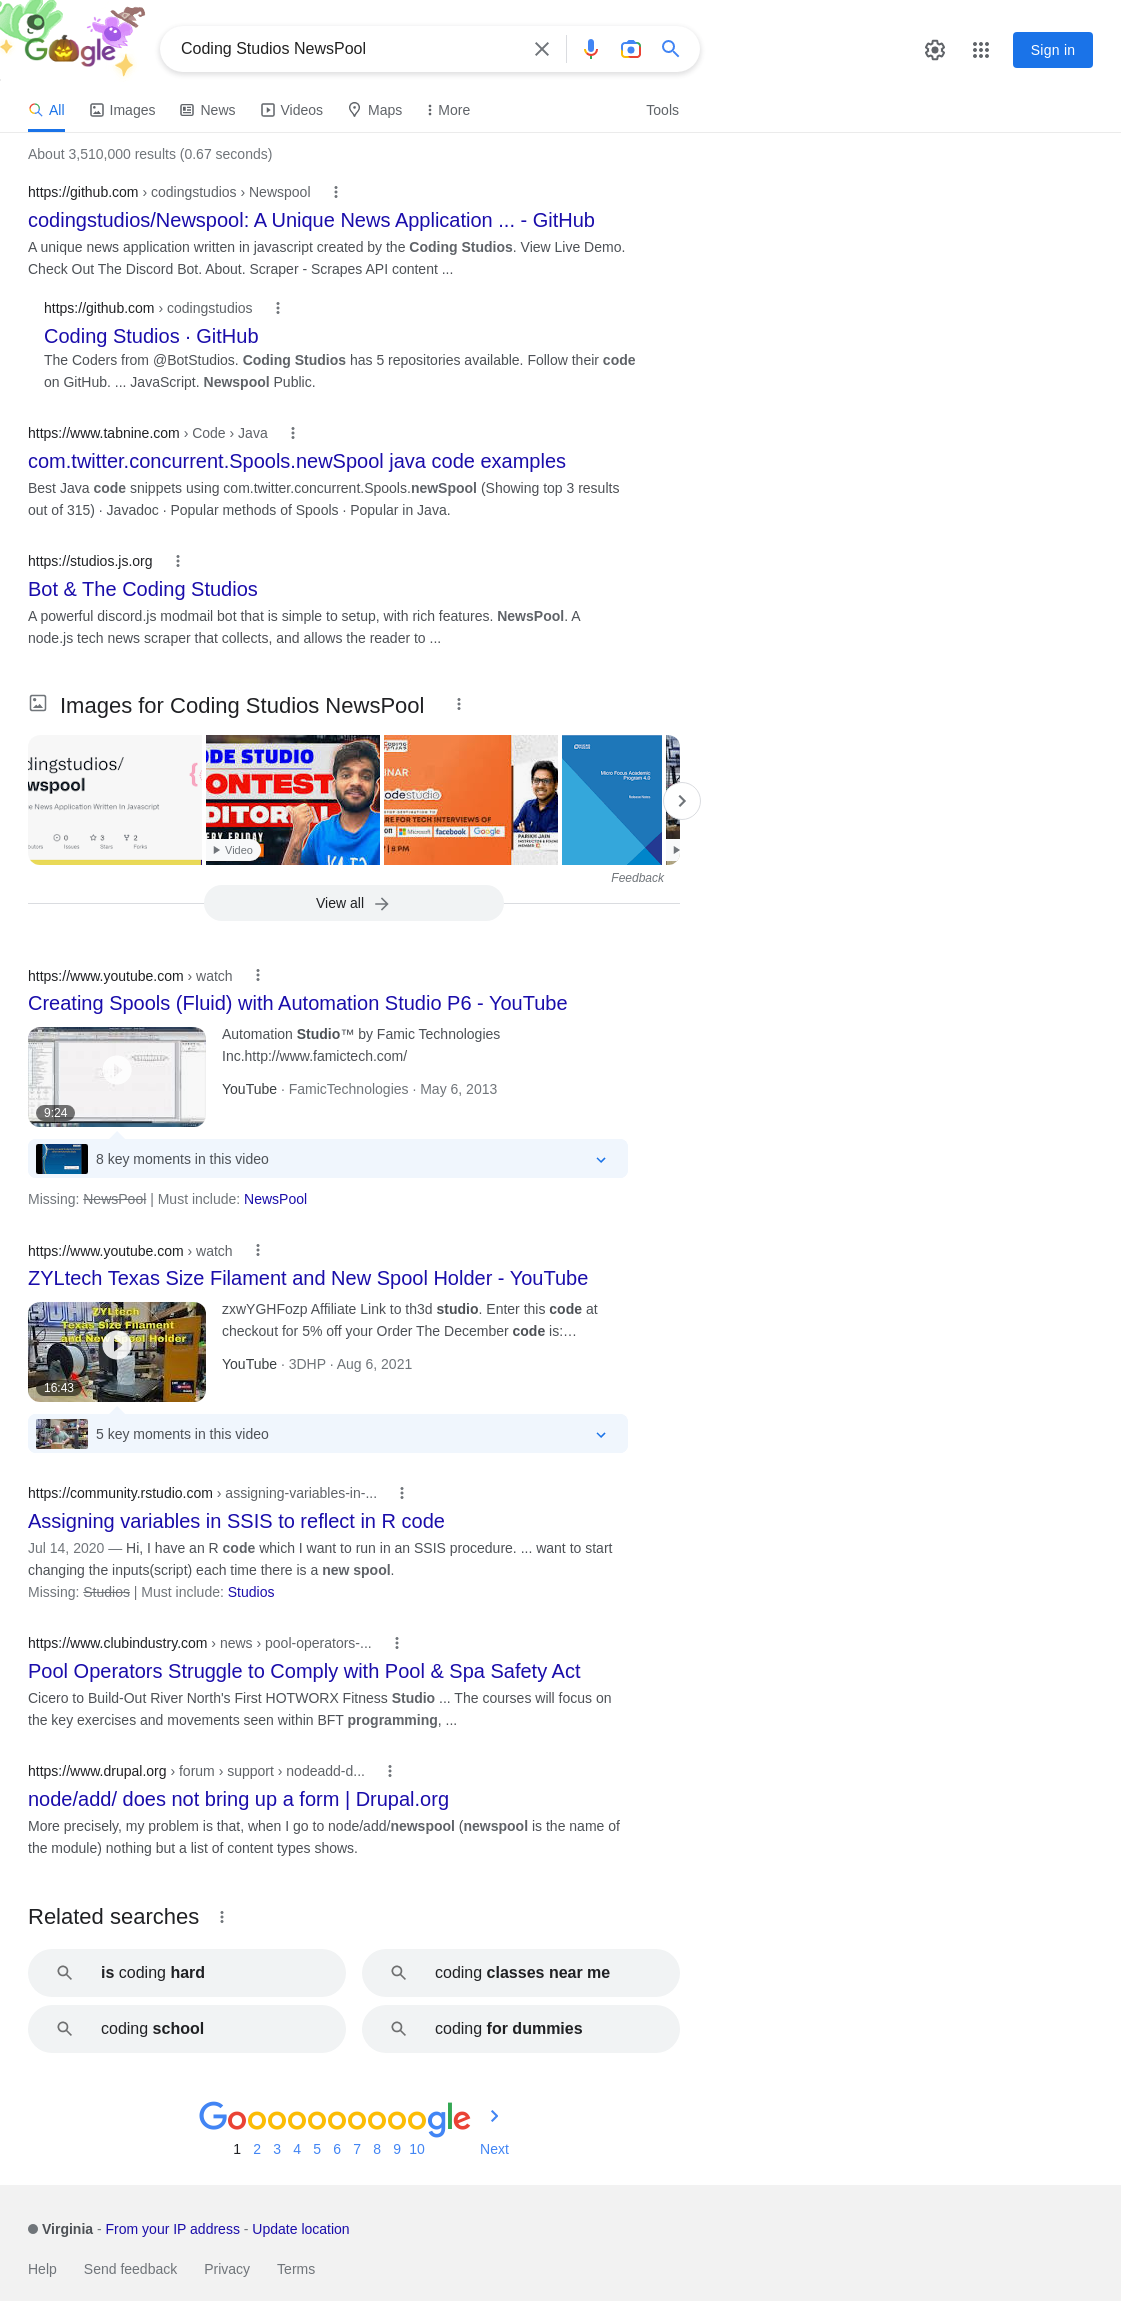 Google
Coding Studios NewsPool
Sign in
All
Images
News
Videos
Maps
More
Tools
About 3,510,000 results (0.67 seconds)
https://github.com › codingstudios › Newspool
codingstudios/Newspool: A Unique News Application ... - GitHub
A unique news application written in javascript created by the Coding Studios. View Live Demo.
Check Out The Discord Bot. About. Scraper - Scrapes API content ...
https://github.com › codingstudios
Coding Studios · GitHub
The Coders from @BotStudios. Coding Studios has 5 repositories available. Follow their code
on GitHub. ... JavaScript. Newspool Public.
https://www.tabnine.com › Code › Java
com.twitter.concurrent.Spools.newSpool java code examples
Best Java code snippets using com.twitter.concurrent.Spools.newSpool (Showing top 3 results
out of 315) · Javadoc · Popular methods of Spools · Popular in Java.
https://studios.js.org
Bot & The Coding Studios
A powerful discord.js modmail bot that is simple to setup, with rich features. NewsPool. A
node.js tech news scraper that collects, and allows the reader to ...
Images for Coding Studios NewsPool
dingstudios/
wspool
e News Application Written In Javascript
0
3
2
Issues
Stars
Forks
ODE STUDIO
ONTEST
DITORIAL
ERY FRIDAY
Video
CODING
INAR
odestudio
RE FOR TECH INTERVIEWS OF
on Microsoft facebook Google
| 8 PM
PARIKH JAIN
Micro Focus Academic
Program 4.0
Release Notes
Feedback
View all
https://www.youtube.com › watch
Creating Spools (Fluid) with Automation Studio P6 - YouTube
Automation Studio™ by Famic Technologies
Inc.http://www.famictech.com/
YouTube · FamicTechnologies · May 6, 2013
9:24
8 key moments in this video
Missing: NewsPool | Must include: NewsPool
https://www.youtube.com › watch
ZYLtech Texas Size Filament and New Spool Holder - YouTube
ZYLtech
Texas Size Filament
and New Spool Holder
16:43
zxwYGHFozp Affiliate Link to th3d studio. Enter this code at
checkout for 5% off your Order The December code is:…
YouTube · 3DHP · Aug 6, 2021
5 key moments in this video
https://community.rstudio.com › assigning-variables-in-...
Assigning variables in SSIS to reflect in R code
Jul 14, 2020 — Hi, I have an R code which I want to run in an SSIS procedure. ... want to start
changing the inputs(script) each time there is a new spool.
Missing: Studios | Must include: Studios
https://www.clubindustry.com › news › pool-operators-...
Pool Operators Struggle to Comply with Pool & Spa Safety Act
Cicero to Build-Out River North's First HOTWORX Fitness Studio ... The courses will focus on
the key exercises and movements seen within BFT programming, ...
https://www.drupal.org › forum › support › nodeadd-d...
node/add/ does not bring up a form | Drupal.org
More precisely, my problem is that, when I go to node/add/newspool (newspool is the name of
the module) nothing but a list of content types shows.
Related searches
is coding hard
coding classes near me
coding school
coding for dummies
Goooooooooogle
1 2 3 4 5 6 7 8 9 10 Next
Virginia - From your IP address - Update location
Help Send feedback Privacy Terms